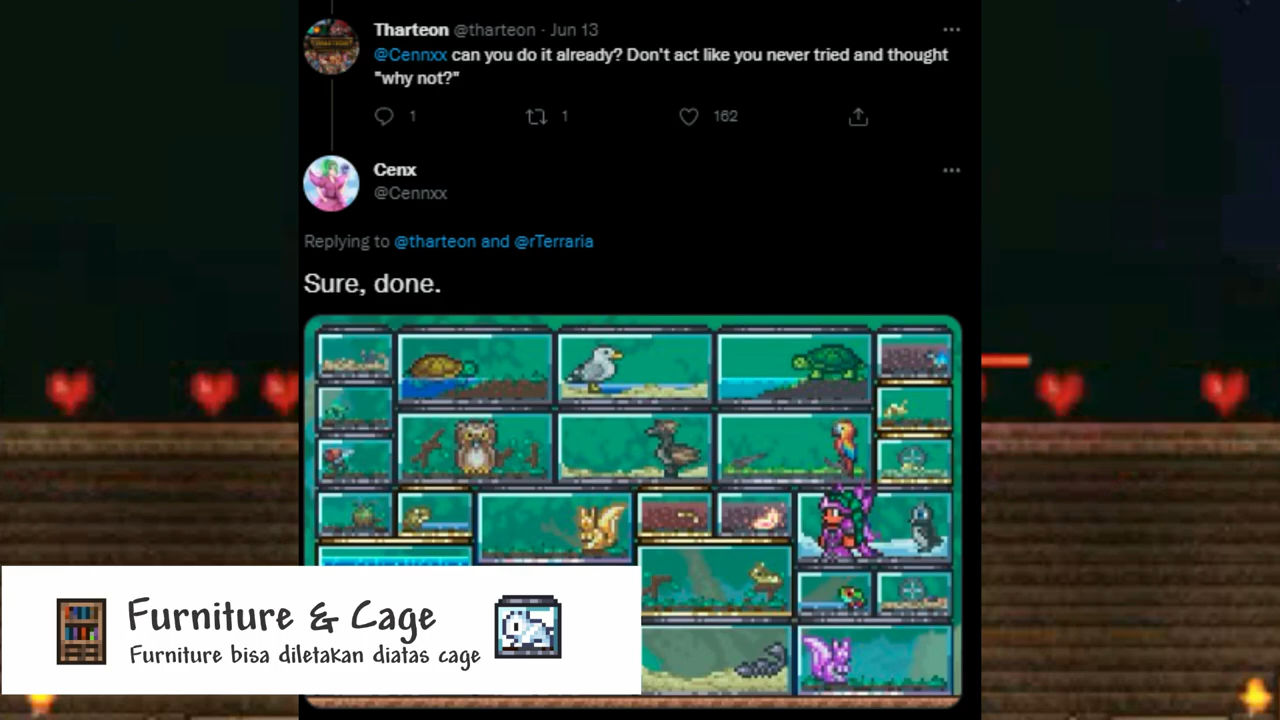 Tharteon @tharteon · Jun 13
@Cennxx can you do it already? Don't act like you never tried and thought
"why not?"
1 1 162
Cenx
@Cennxx
Replying to @tharteon and @rTerraria
Sure, done.
Furniture & Cage
Furniture bisa diletakan diatas cage